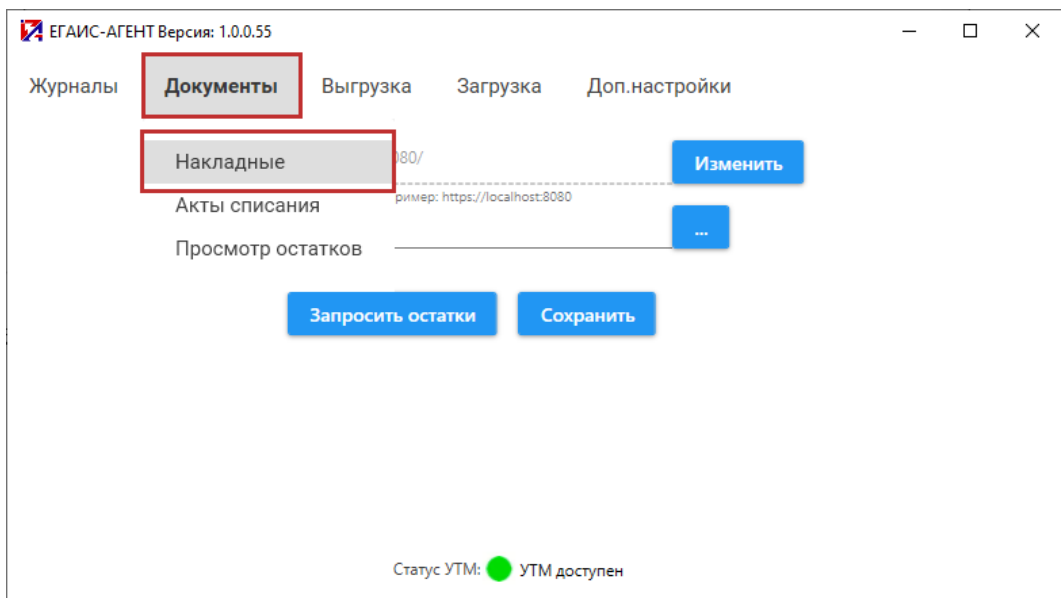 ЕГАИС-АГЕНТ Версия: 1.0.0.55
Журналы Документы Выгрузка Загрузка Доп.настройки
Накладные 080/ Изменить
ример: https://localhost:8080
Акты списания ...
Просмотр остатков
Запросить остатки Сохранить
Статус УТМ: УТМ доступен